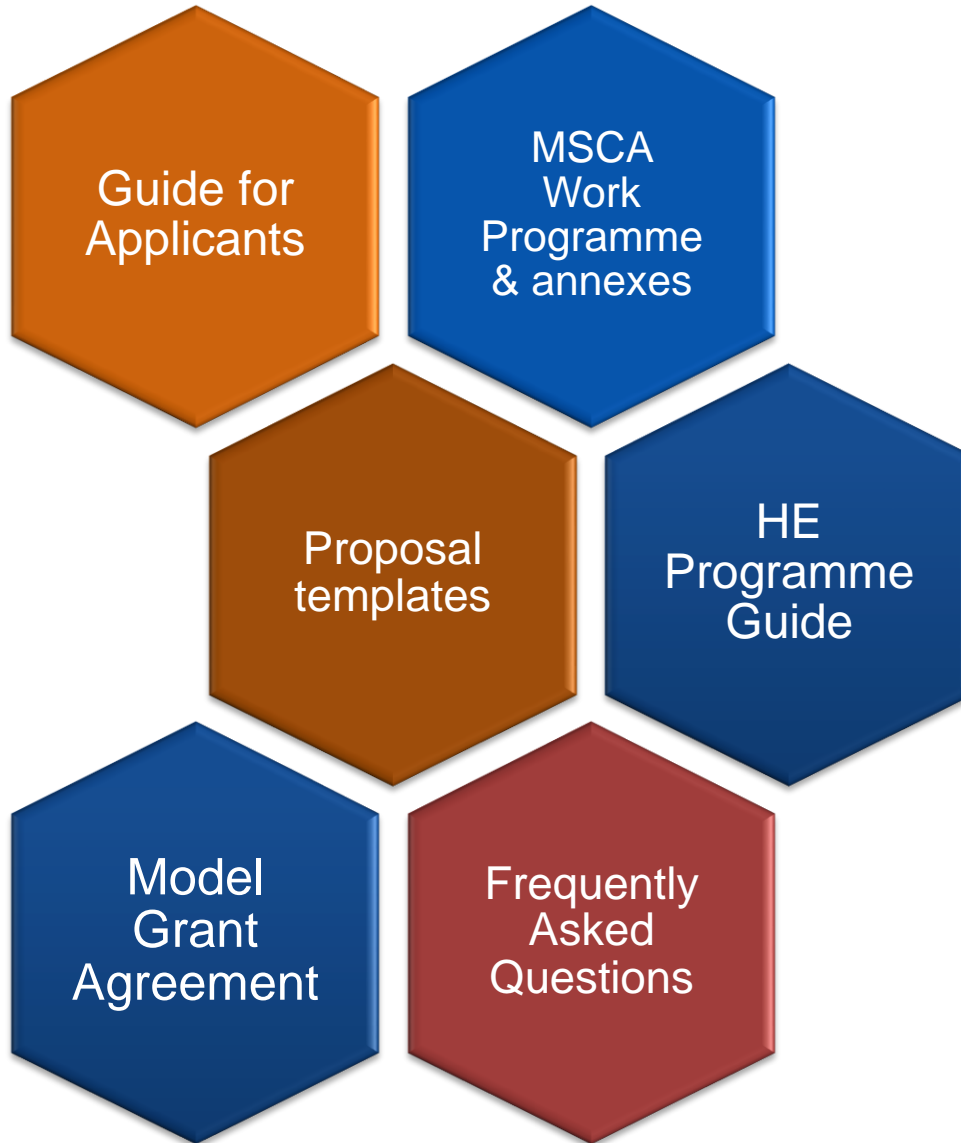 Guide for
Applicants
MSCA
Work
Programme
& annexes
Proposal
templates
HE
Programme
Guide
Model
Grant
Agreement
Frequently
Asked
Questions